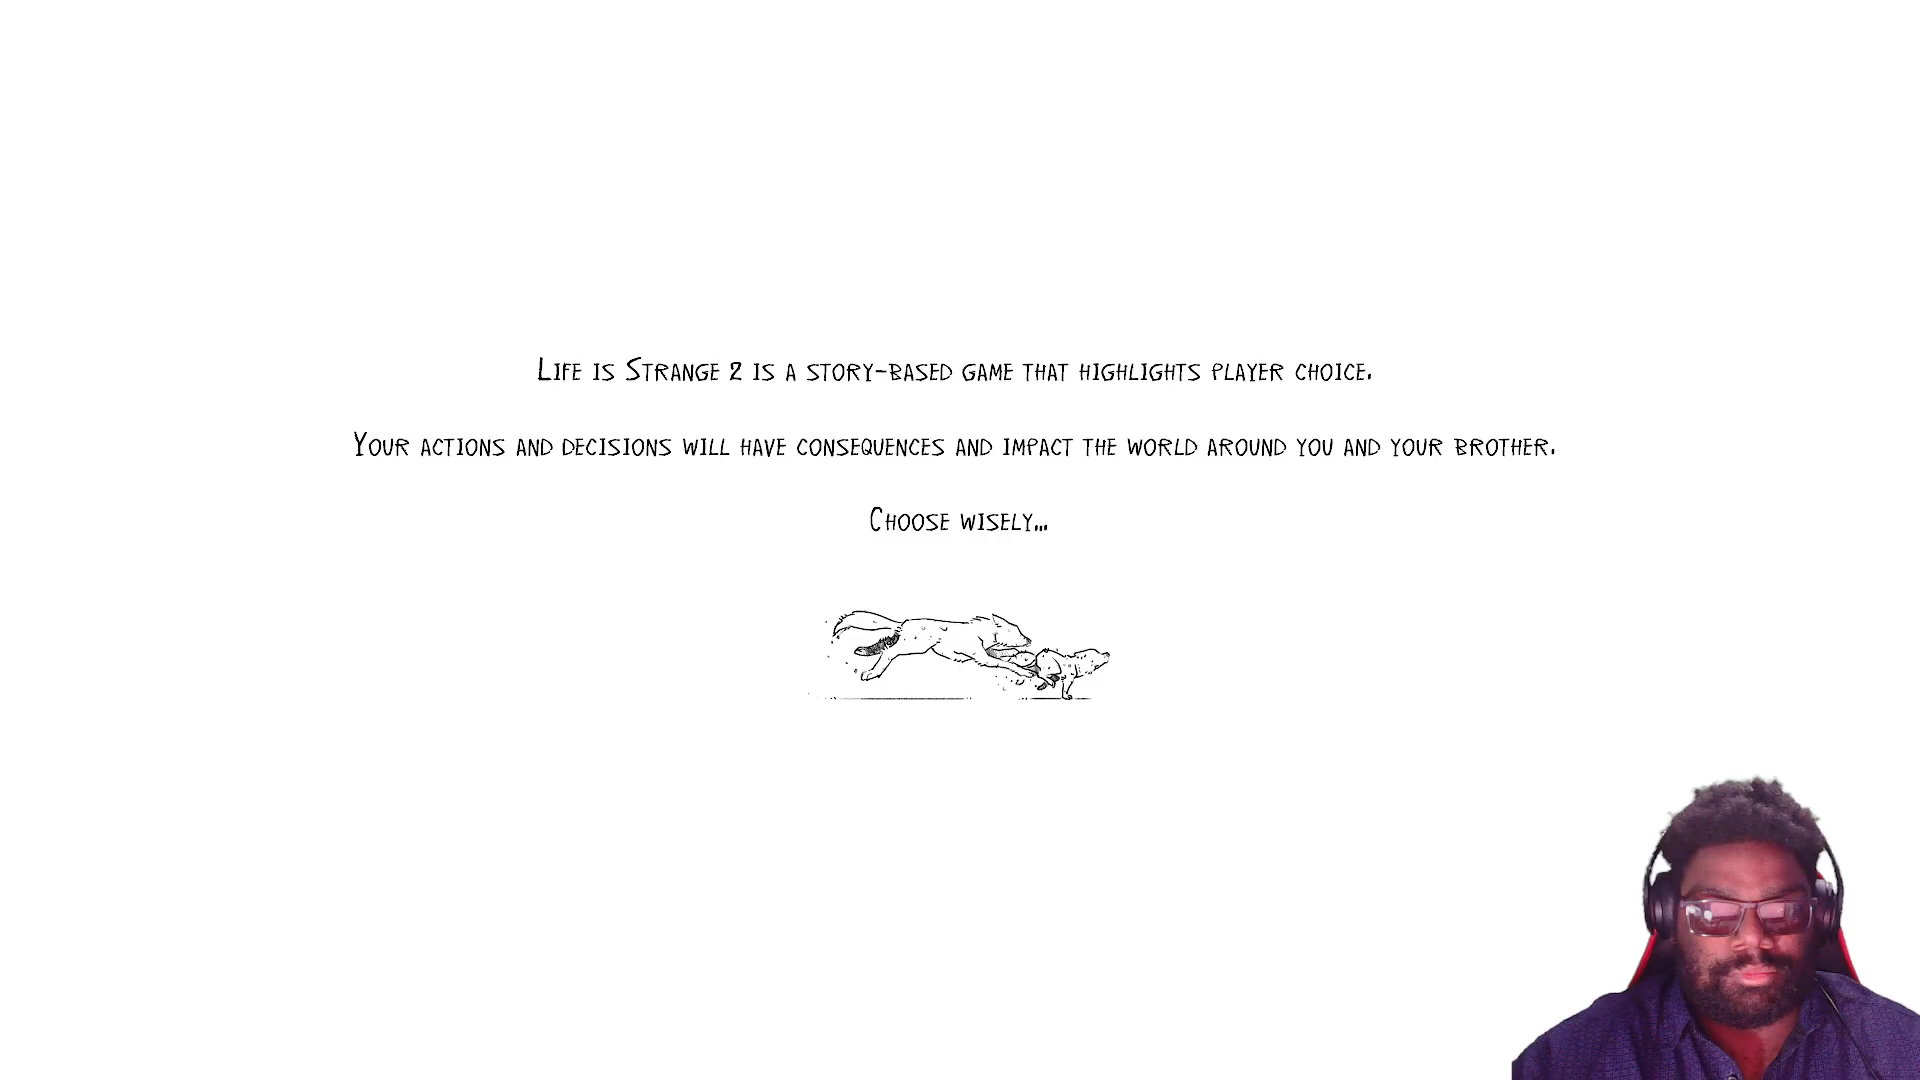 Life is Strange 2 is a story-based game that highlights player choice.
Your actions and decisions will have consequences and impact the world around you and your brother.
Choose wisely...